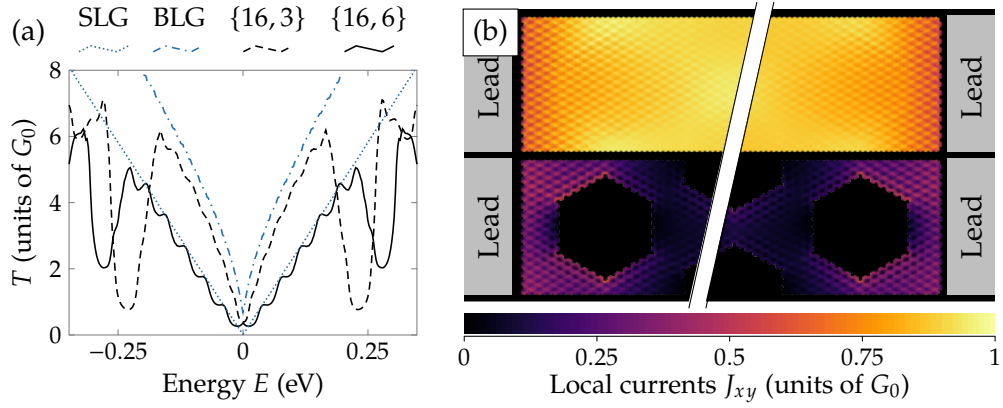 (a)
SLG BLG {16, 3} {16, 6}
8
6
4
2
0
T (units of G₀)
−0.25 0 0.25
Energy E (eV)
(b)
Lead Lead
Lead Lead
0 0.25 0.5 0.75 1
Local currents Jₓᵧ (units of G₀)